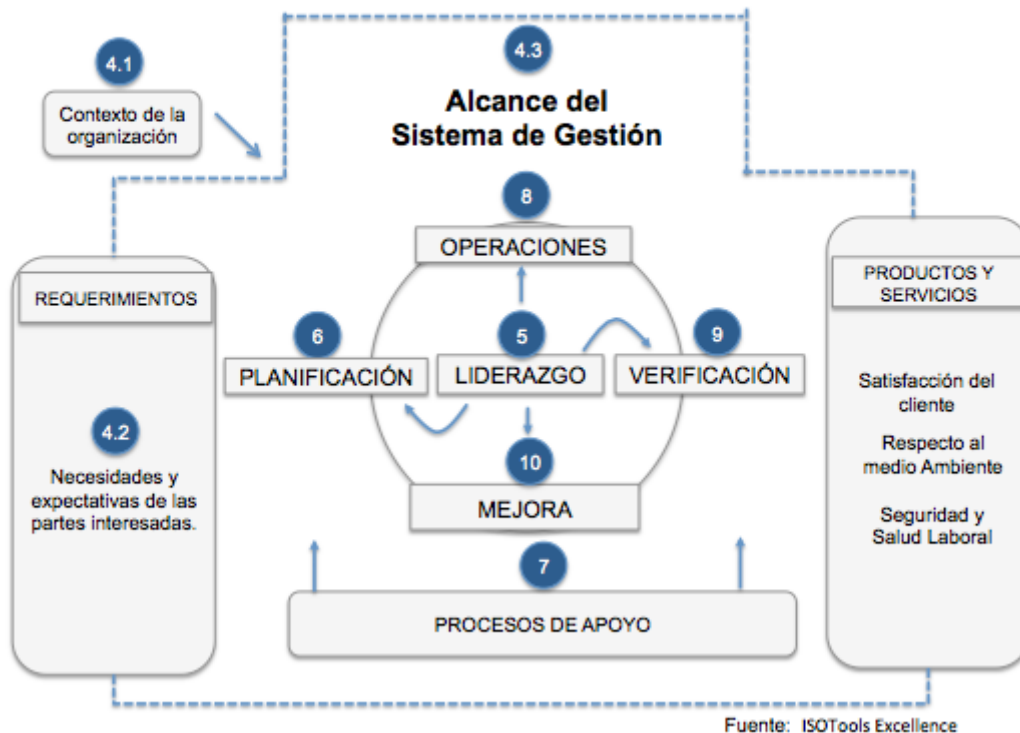 4.1
Contexto de la
organización
4.3
Alcance del
Sistema de Gestión
8
OPERACIONES
REQUERIMIENTOS
4.2
Necesidades y
expectativas de las
partes interesadas.
6
PLANIFICACIÓN
5
LIDERAZGO
9
VERIFICACIÓN
10
MEJORA
7
PROCESOS DE APOYO
PRODUCTOS Y
SERVICIOS
Satisfacción del
cliente
Respecto al
medio Ambiente
Seguridad y
Salud Laboral
Fuente: ISOTools Excellence